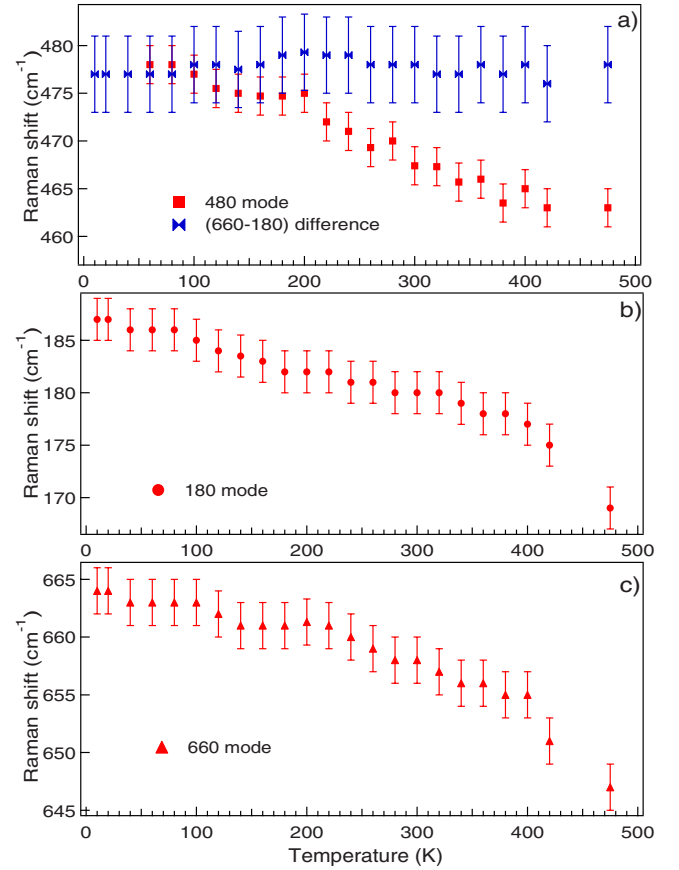 a)
480
475
470
465
460
Raman shift (cm-1)
480 mode
(660-180) difference
0 100 200 300 400 500
b)
185
180
175
170
Raman shift (cm-1)
180 mode
0 100 200 300 400 500
c)
665
660
655
650
645
Raman shift (cm-1)
660 mode
0 100 200 300 400 500
Temperature (K)